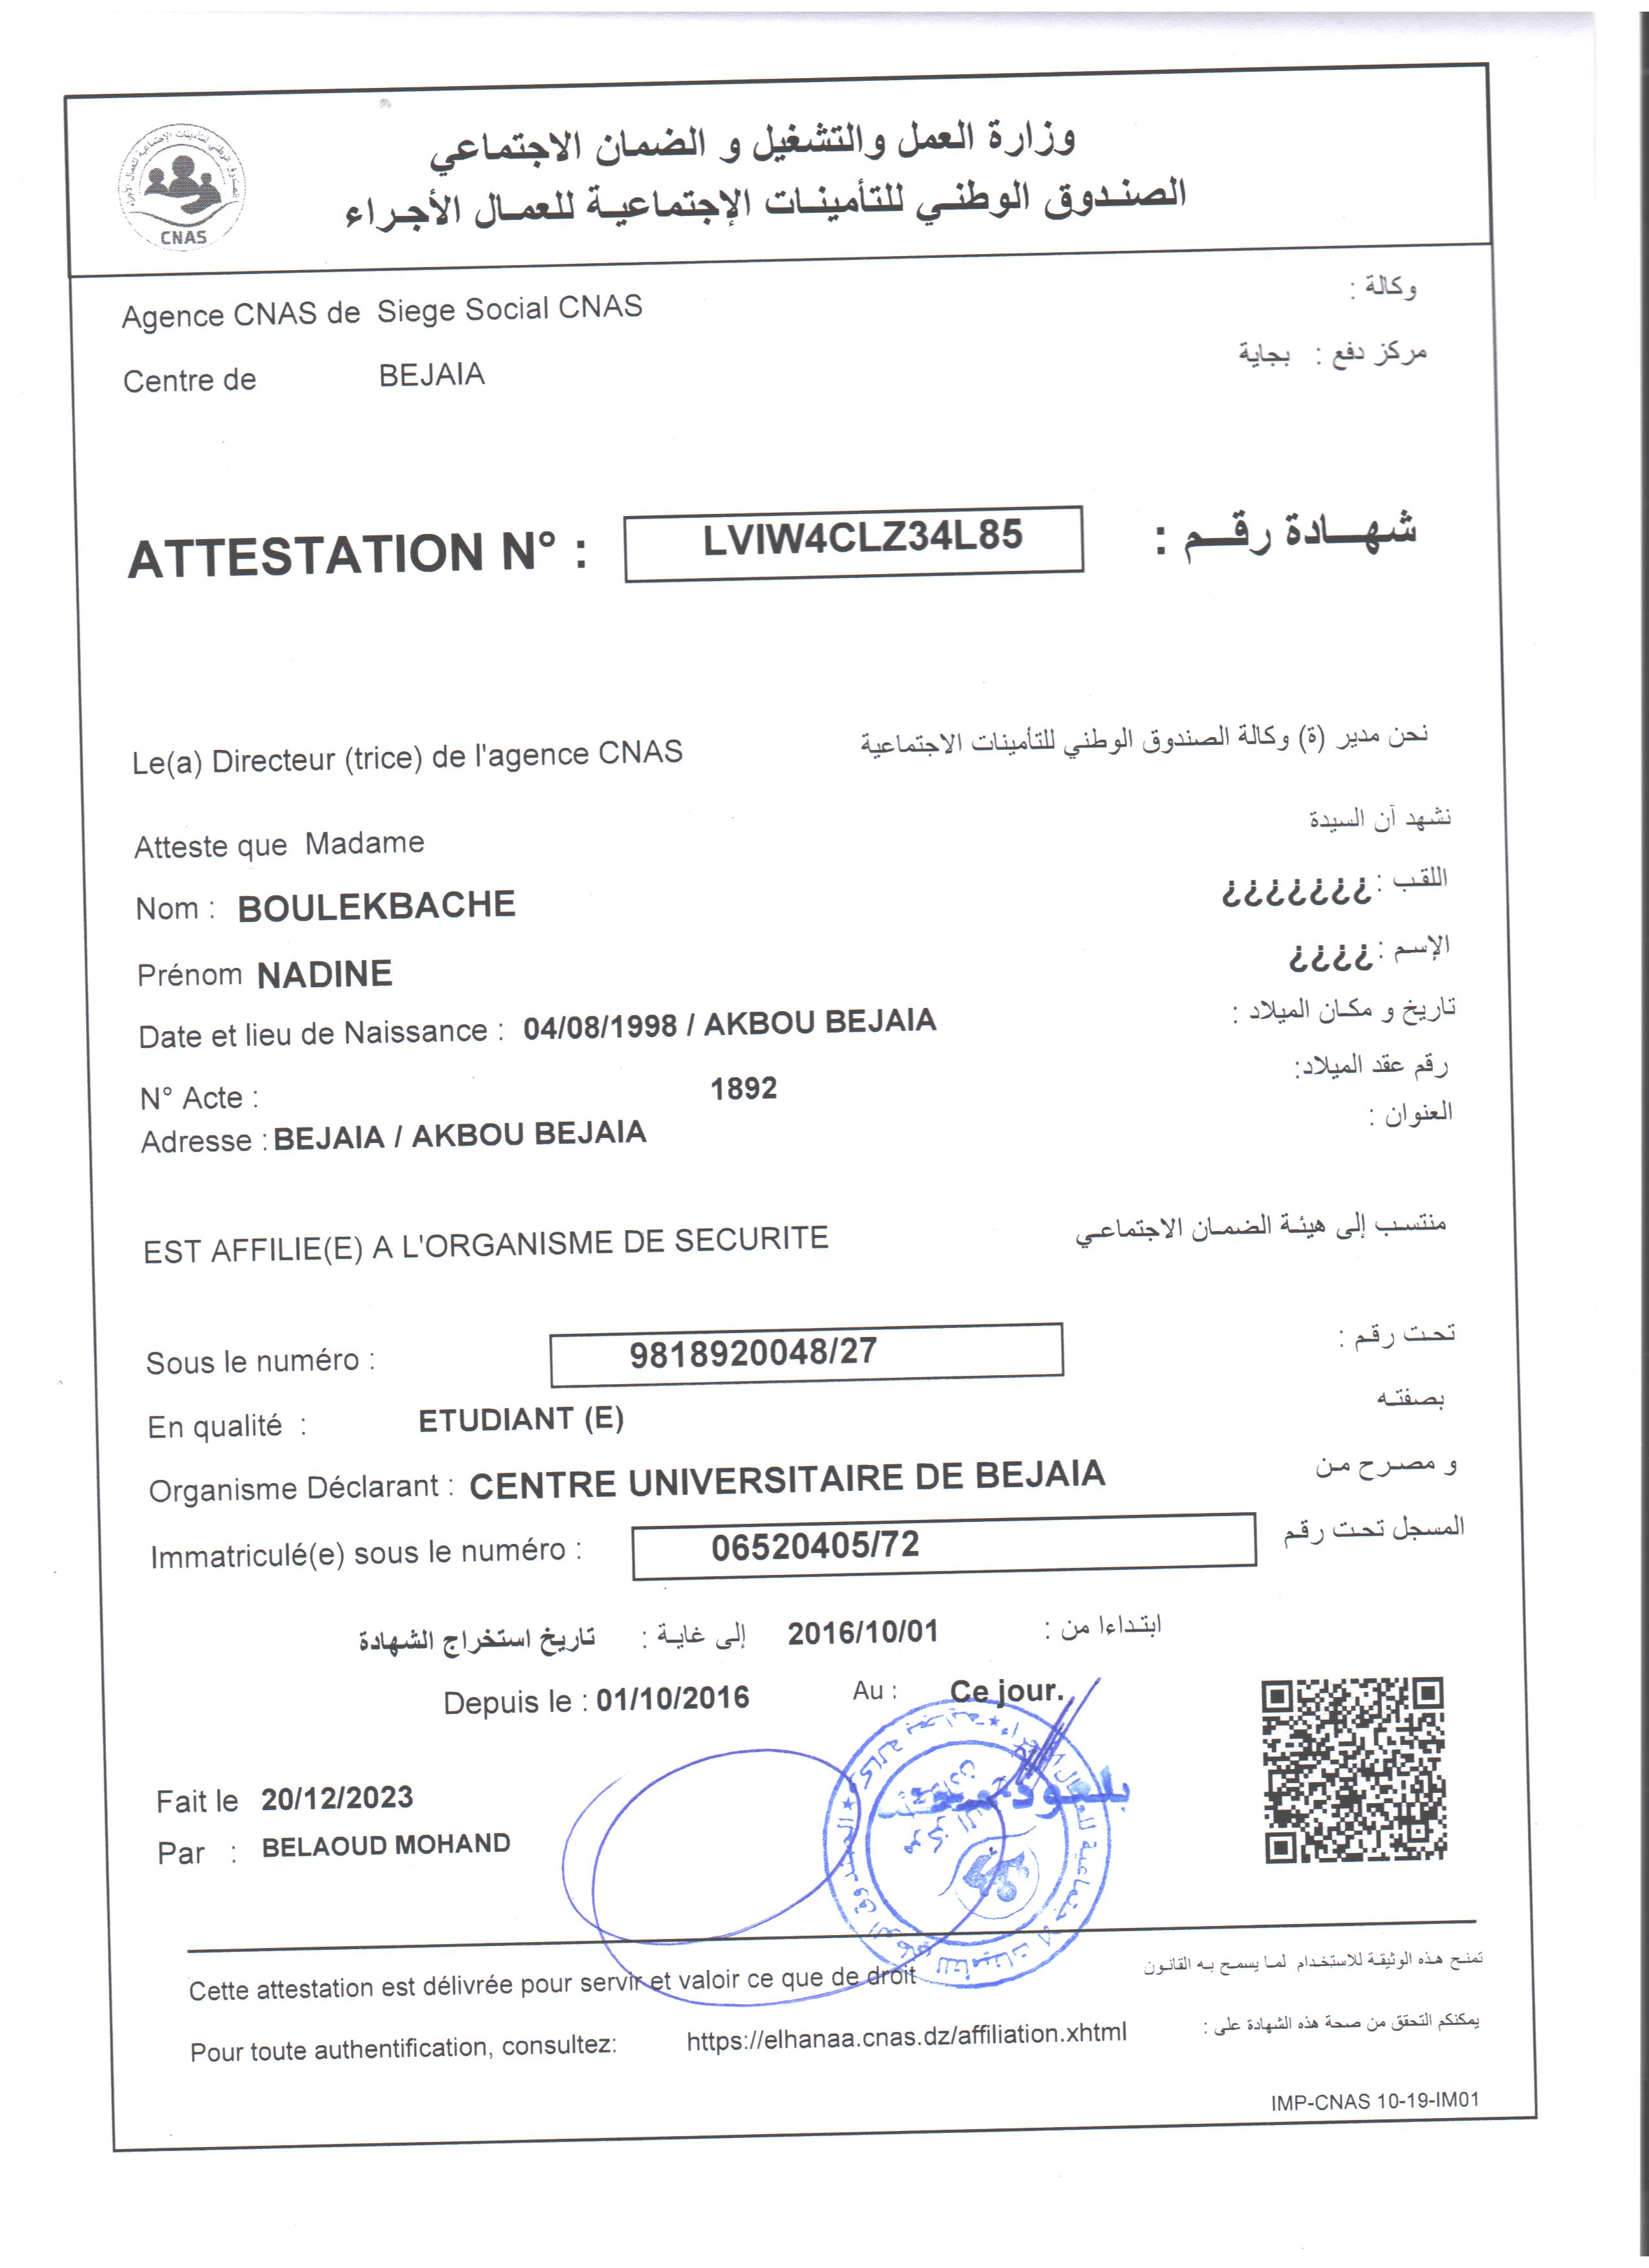 وزارة العمل والتشغيل و الضمان الاجتماعي
الصندوق الوطني للتأمينات الإجتماعية للعمال الأجراء
CNAS
Agence CNAS de Siege Social CNAS
وكالة :
Centre de BEJAIA
مركز دفع : بجاية
ATTESTATION N° : LVIW4CLZ34L85 شهادة رقم :
Le(a) Directeur (trice) de l'agence CNAS
نحن مدير (ة) وكالة الصندوق الوطني للتأمينات الاجتماعية
Atteste que Madame
نشهد آن السيدة
Nom : BOULEKBACHE
اللقب : ¿¿¿¿¿¿¿
Prénom NADINE
الإسم : ¿¿¿¿
Date et lieu de Naissance : 04/08/1998 / AKBOU BEJAIA
تاريخ و مكان الميلاد :
N° Acte : 1892
رقم عقد الميلاد:
Adresse : BEJAIA / AKBOU BEJAIA
العنوان :
EST AFFILIE(E) A L'ORGANISME DE SECURITE
منتسب إلى هيئة الضمان الاجتماعي
Sous le numéro : 9818920048/27
تحت رقم :
En qualité : ETUDIANT (E)
بصفته
Organisme Déclarant : CENTRE UNIVERSITAIRE DE BEJAIA
و مصرح من
Immatriculé(e) sous le numéro : 06520405/72
المسجل تحت رقم
ابتداءا من : 2016/10/01 إلى غاية : تاريخ استخراج الشهادة
Depuis le : 01/10/2016 Au : Ce jour.
Fait le 20/12/2023
Par : BELAOUD MOHAND
Cette attestation est délivrée pour servir et valoir ce que de droit
تمنح هذه الوثيقة للاستخدام لما يسمح به القانون
Pour toute authentification, consultez: https://elhanaa.cnas.dz/affiliation.xhtml
يمكنكم التحقق من صحة هذه الشهادة على :
IMP-CNAS 10-19-IM01